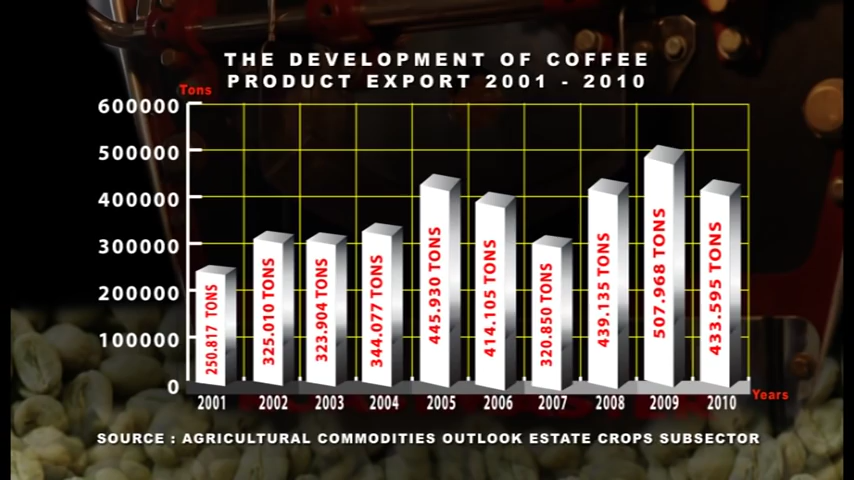 THE DEVELOPMENT OF COFFEE
PRODUCT EXPORT 2001 - 2010
Tons
600000
500000
400000
300000
200000
100000
0
250.817 TONS
325.010 TONS
323.904 TONS
344.077 TONS
445.930 TONS
414.105 TONS
320.850 TONS
439.135 TONS
507.968 TONS
433.595 TONS
2001 2002 2003 2004 2005 2006 2007 2008 2009 2010
Years
SOURCE : AGRICULTURAL COMMODITIES OUTLOOK ESTATE CROPS SUBSECTOR